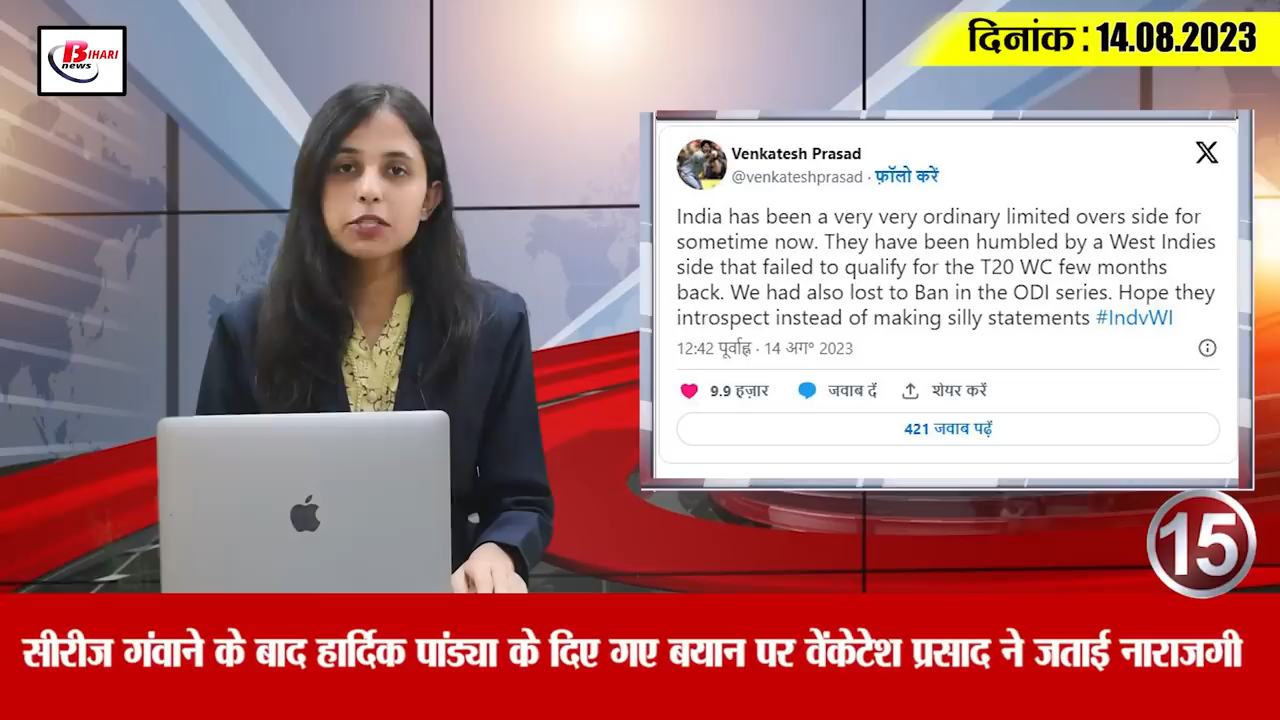 BIHARI
news
दिनांक : 14.08.2023
Venkatesh Prasad
@venkateshprasad · फ़ॉलो करें
India has been a very very ordinary limited overs side for
sometime now. They have been humbled by a West Indies
side that failed to qualify for the T20 WC few months
back. We had also lost to Ban in the ODI series. Hope they
introspect instead of making silly statements #IndvWI
12:42 पूर्वाह्न · 14 अग॰ 2023
9.9 हज़ार जवाब दें शेयर करें
421 जवाब पढ़ें
15
सीरीज गंवाने के बाद हार्दिक पांड्या के दिए गए बयान पर वेंकेटेश प्रसाद ने जताई नाराजगी